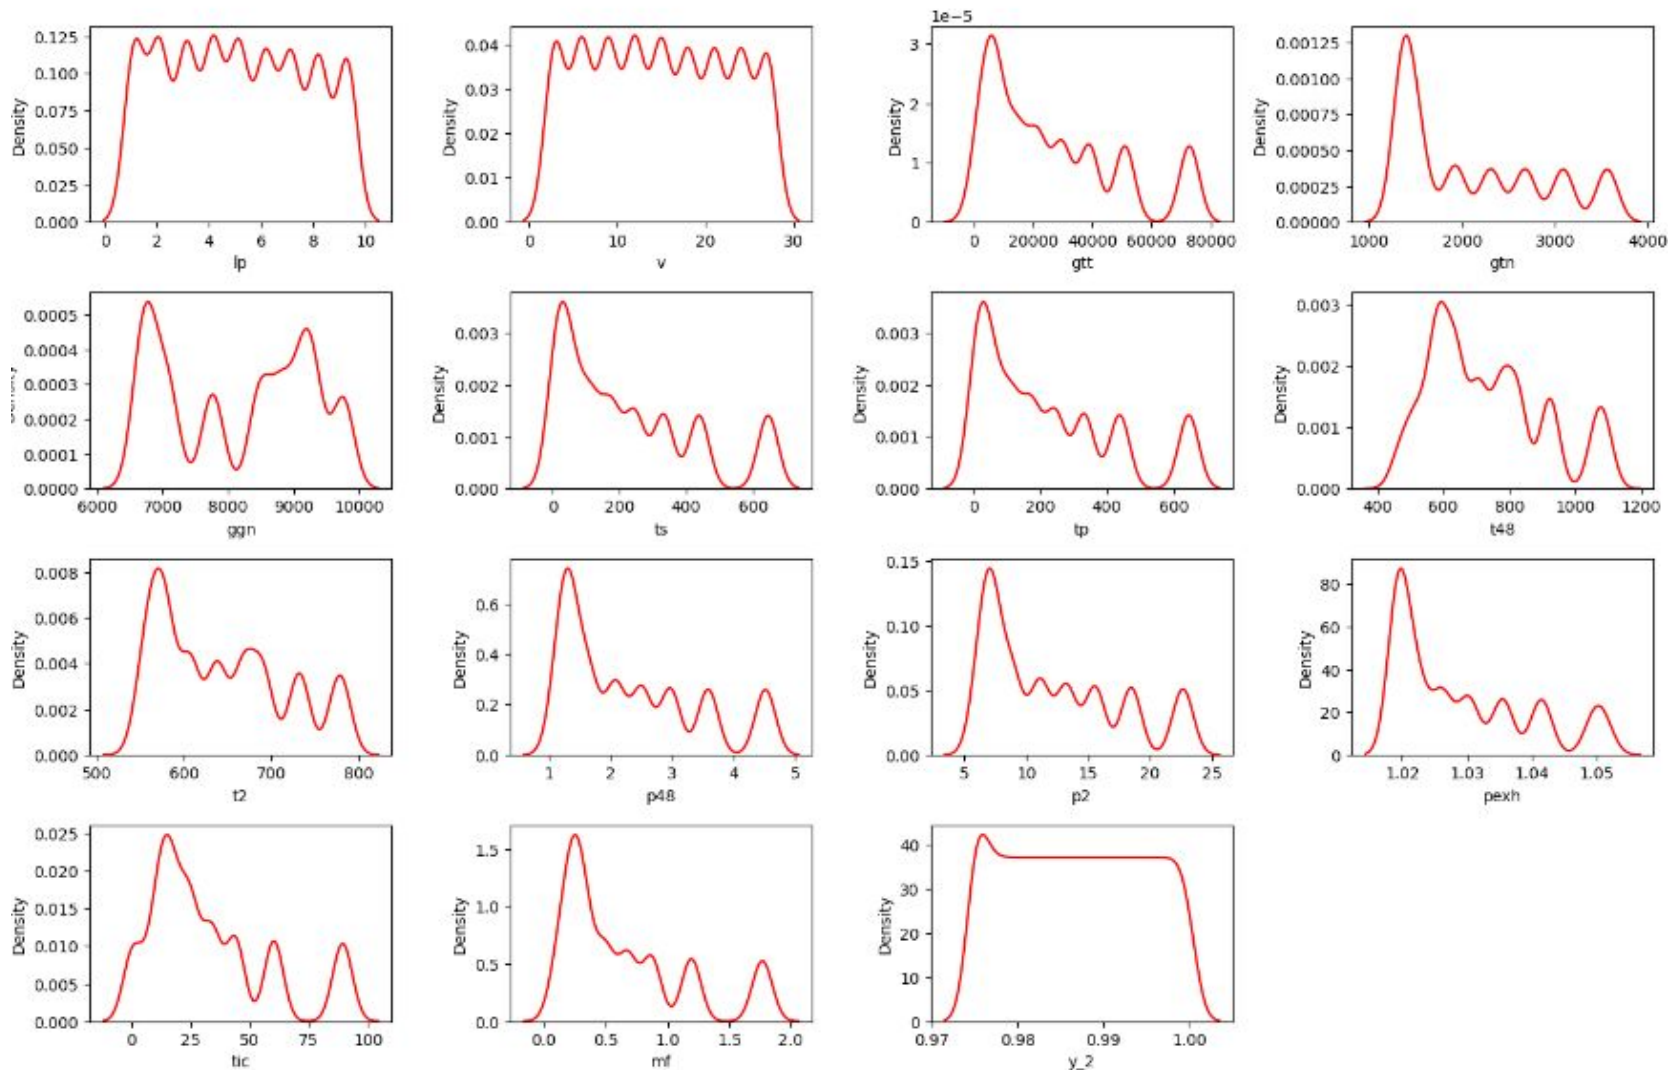 1e−5
Density 0.125 0.100 0.075 0.050 0.025 0.000
0 2 4 6 8 10
lp
Density 0.04 0.03 0.02 0.01 0.00
0 10 20 30
v
Density 3 2 1 0
0 20000 40000 60000 80000
gtt
Density 0.00125 0.00100 0.00075 0.00050 0.00025 0.00000
1000 2000 3000 4000
gtn
0.0005 0.0004 0.0003 0.0002 0.0001 0.0000
6000 7000 8000 9000 10000
ggn
Density 0.003 0.002 0.001 0.000
0 200 400 600
ts
Density 0.003 0.002 0.001 0.000
0 200 400 600
tp
Density 0.003 0.002 0.001 0.000
400 600 800 1000 1200
t48
Density 0.008 0.006 0.004 0.002 0.000
500 600 700 800
t2
Density 0.6 0.4 0.2 0.0
1 2 3 4 5
p48
Density 0.15 0.10 0.05 0.00
5 10 15 20 25
p2
Density 80 60 40 20 0
1.02 1.03 1.04 1.05
pexh
Density 0.025 0.020 0.015 0.010 0.005 0.000
0 25 50 75 100
tic
Density 1.5 1.0 0.5 0.0
0.0 0.5 1.0 1.5 2.0
mf
Density 40 30 20 10 0
0.97 0.98 0.99 1.00
y_2